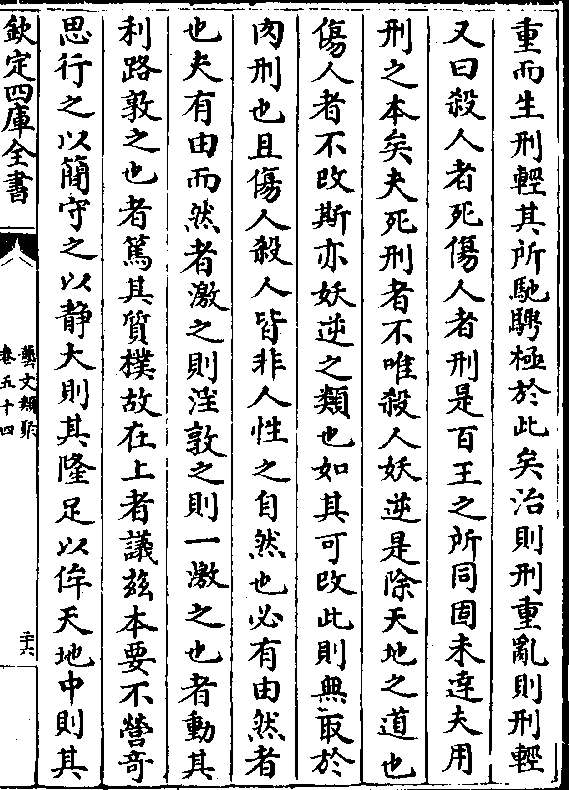 重而生刑輕其所馳騁極於此矣治則刑重亂則刑輕
又曰殺人者死傷人者刑是百王之所同固未達夫用
刑之本矣夫死刑者不唯殺人妖逆是除天地之道也
傷人者不改斯亦妖逆之類也如其可改此則無取於
肉刑也且傷人殺人皆非人性之自然也必有由然者
也夫有由而然者激之則淫敦之則一激之也者動其
利路敦之也者篤其質樸故在上者議兹本要不營奇
思行之以簡守之以静大則其隆足以侔天地中則其
欽定四庫全書
藝文類聚
卷五十四
二十六